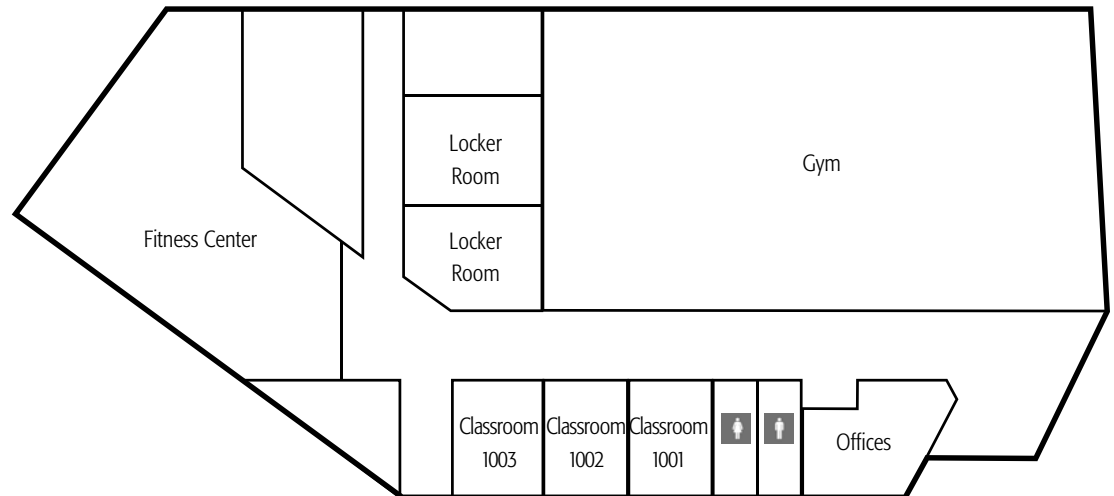 Locker
Room
Gym
Fitness Center
Locker
Room
Classroom
1003
Classroom
1002
Classroom
1001
Offices